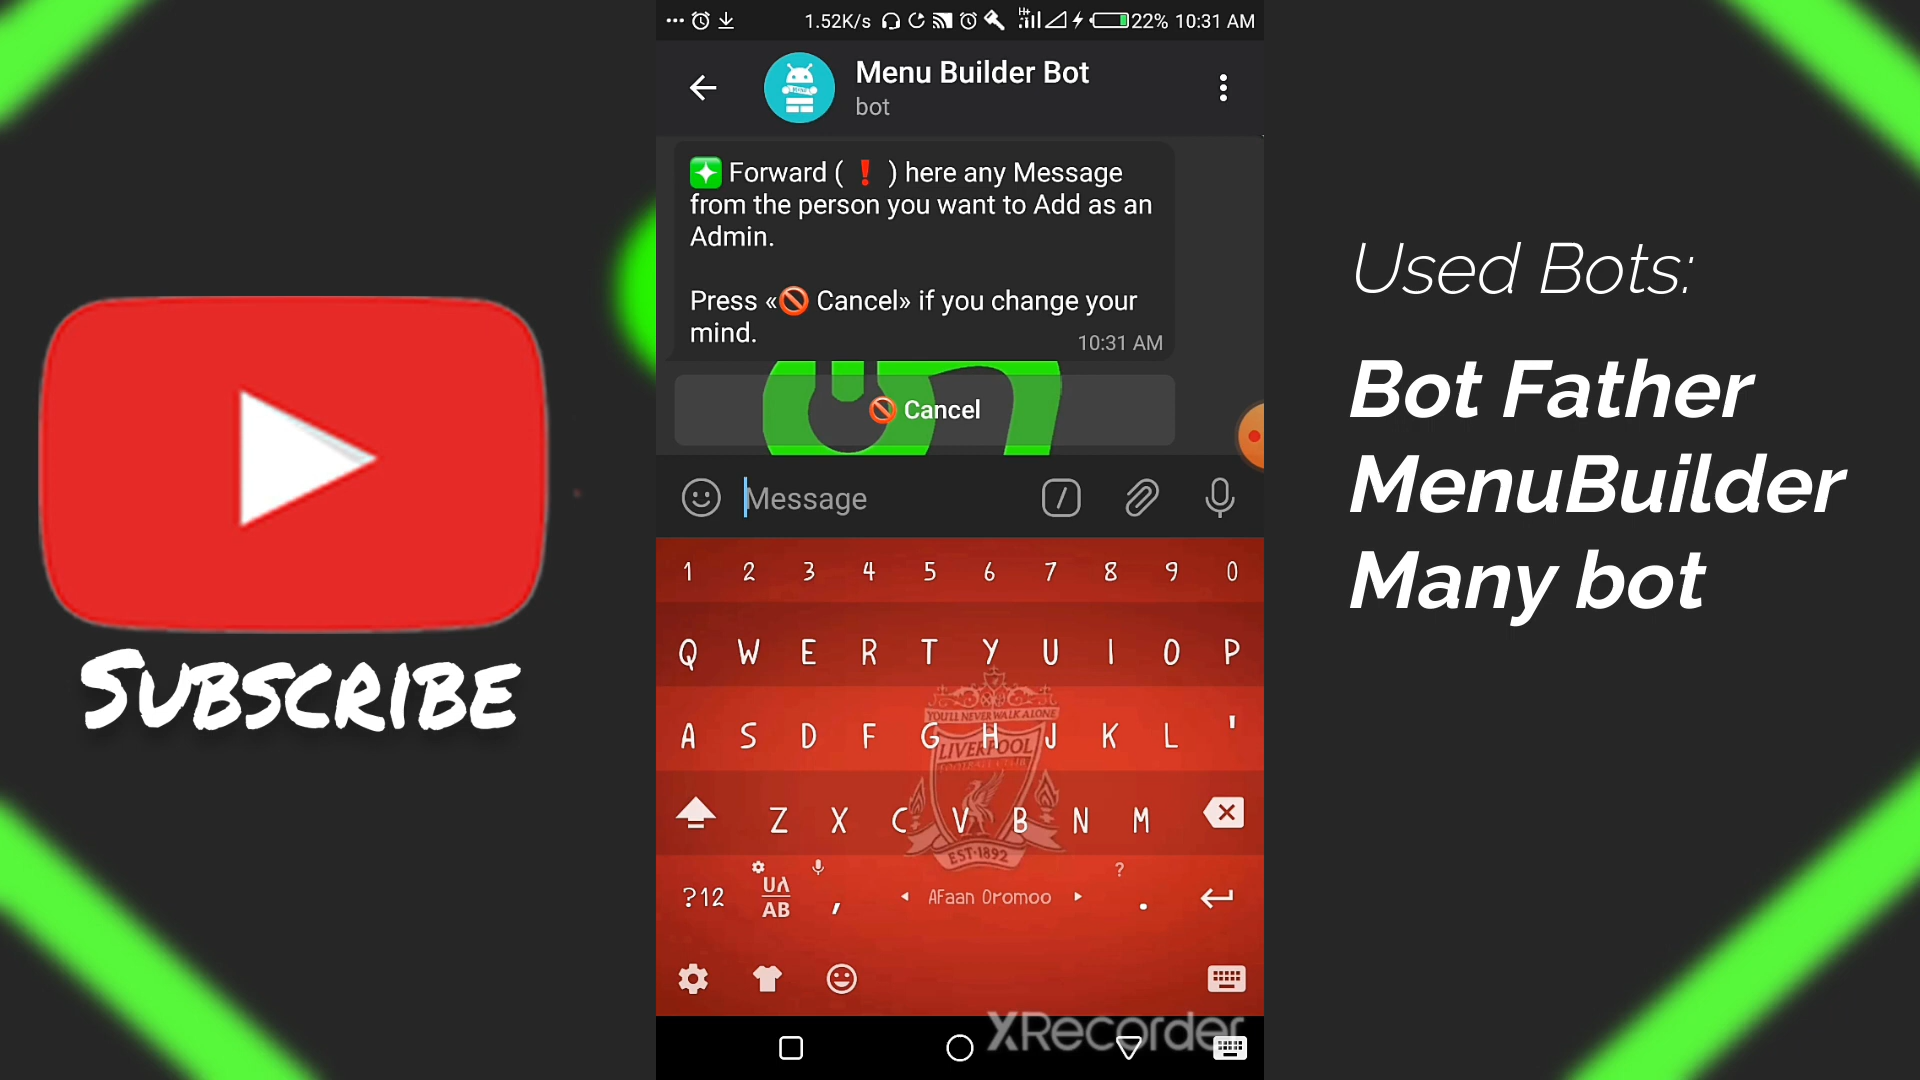 1.52K/s 22% 10:31 AM
Menu Builder Bot
bot
Forward ( ❗ ) here any Message
from the person you want to Add as an
Admin.
Press «🚫 Cancel» if you change your
mind.
10:31 AM
🚫 Cancel
Message
1 2 3 4 5 6 7 8 9 0
Q W E R T Y U I O P
A S D F G H J K L '
Z X C V B N M
?12 , AFaan Oromoo . ?
AB
YOU'LL NEVER WALK ALONE
LIVERPOOL
FOOTBALL CLUB
EST·1892
XRecorder
SUBSCRIBE
Used Bots:
Bot Father
MenuBuilder
Many bot